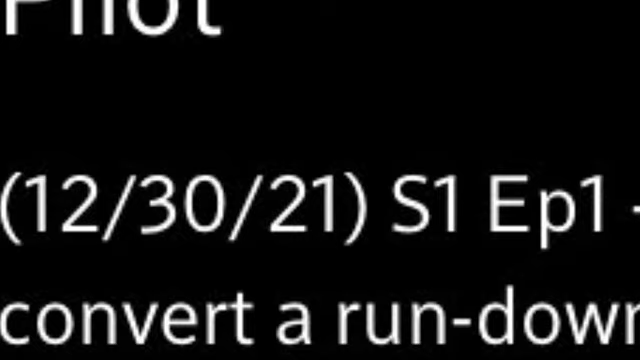 Pilot
(12/30/21) S1 Ep1 -
convert a run-down